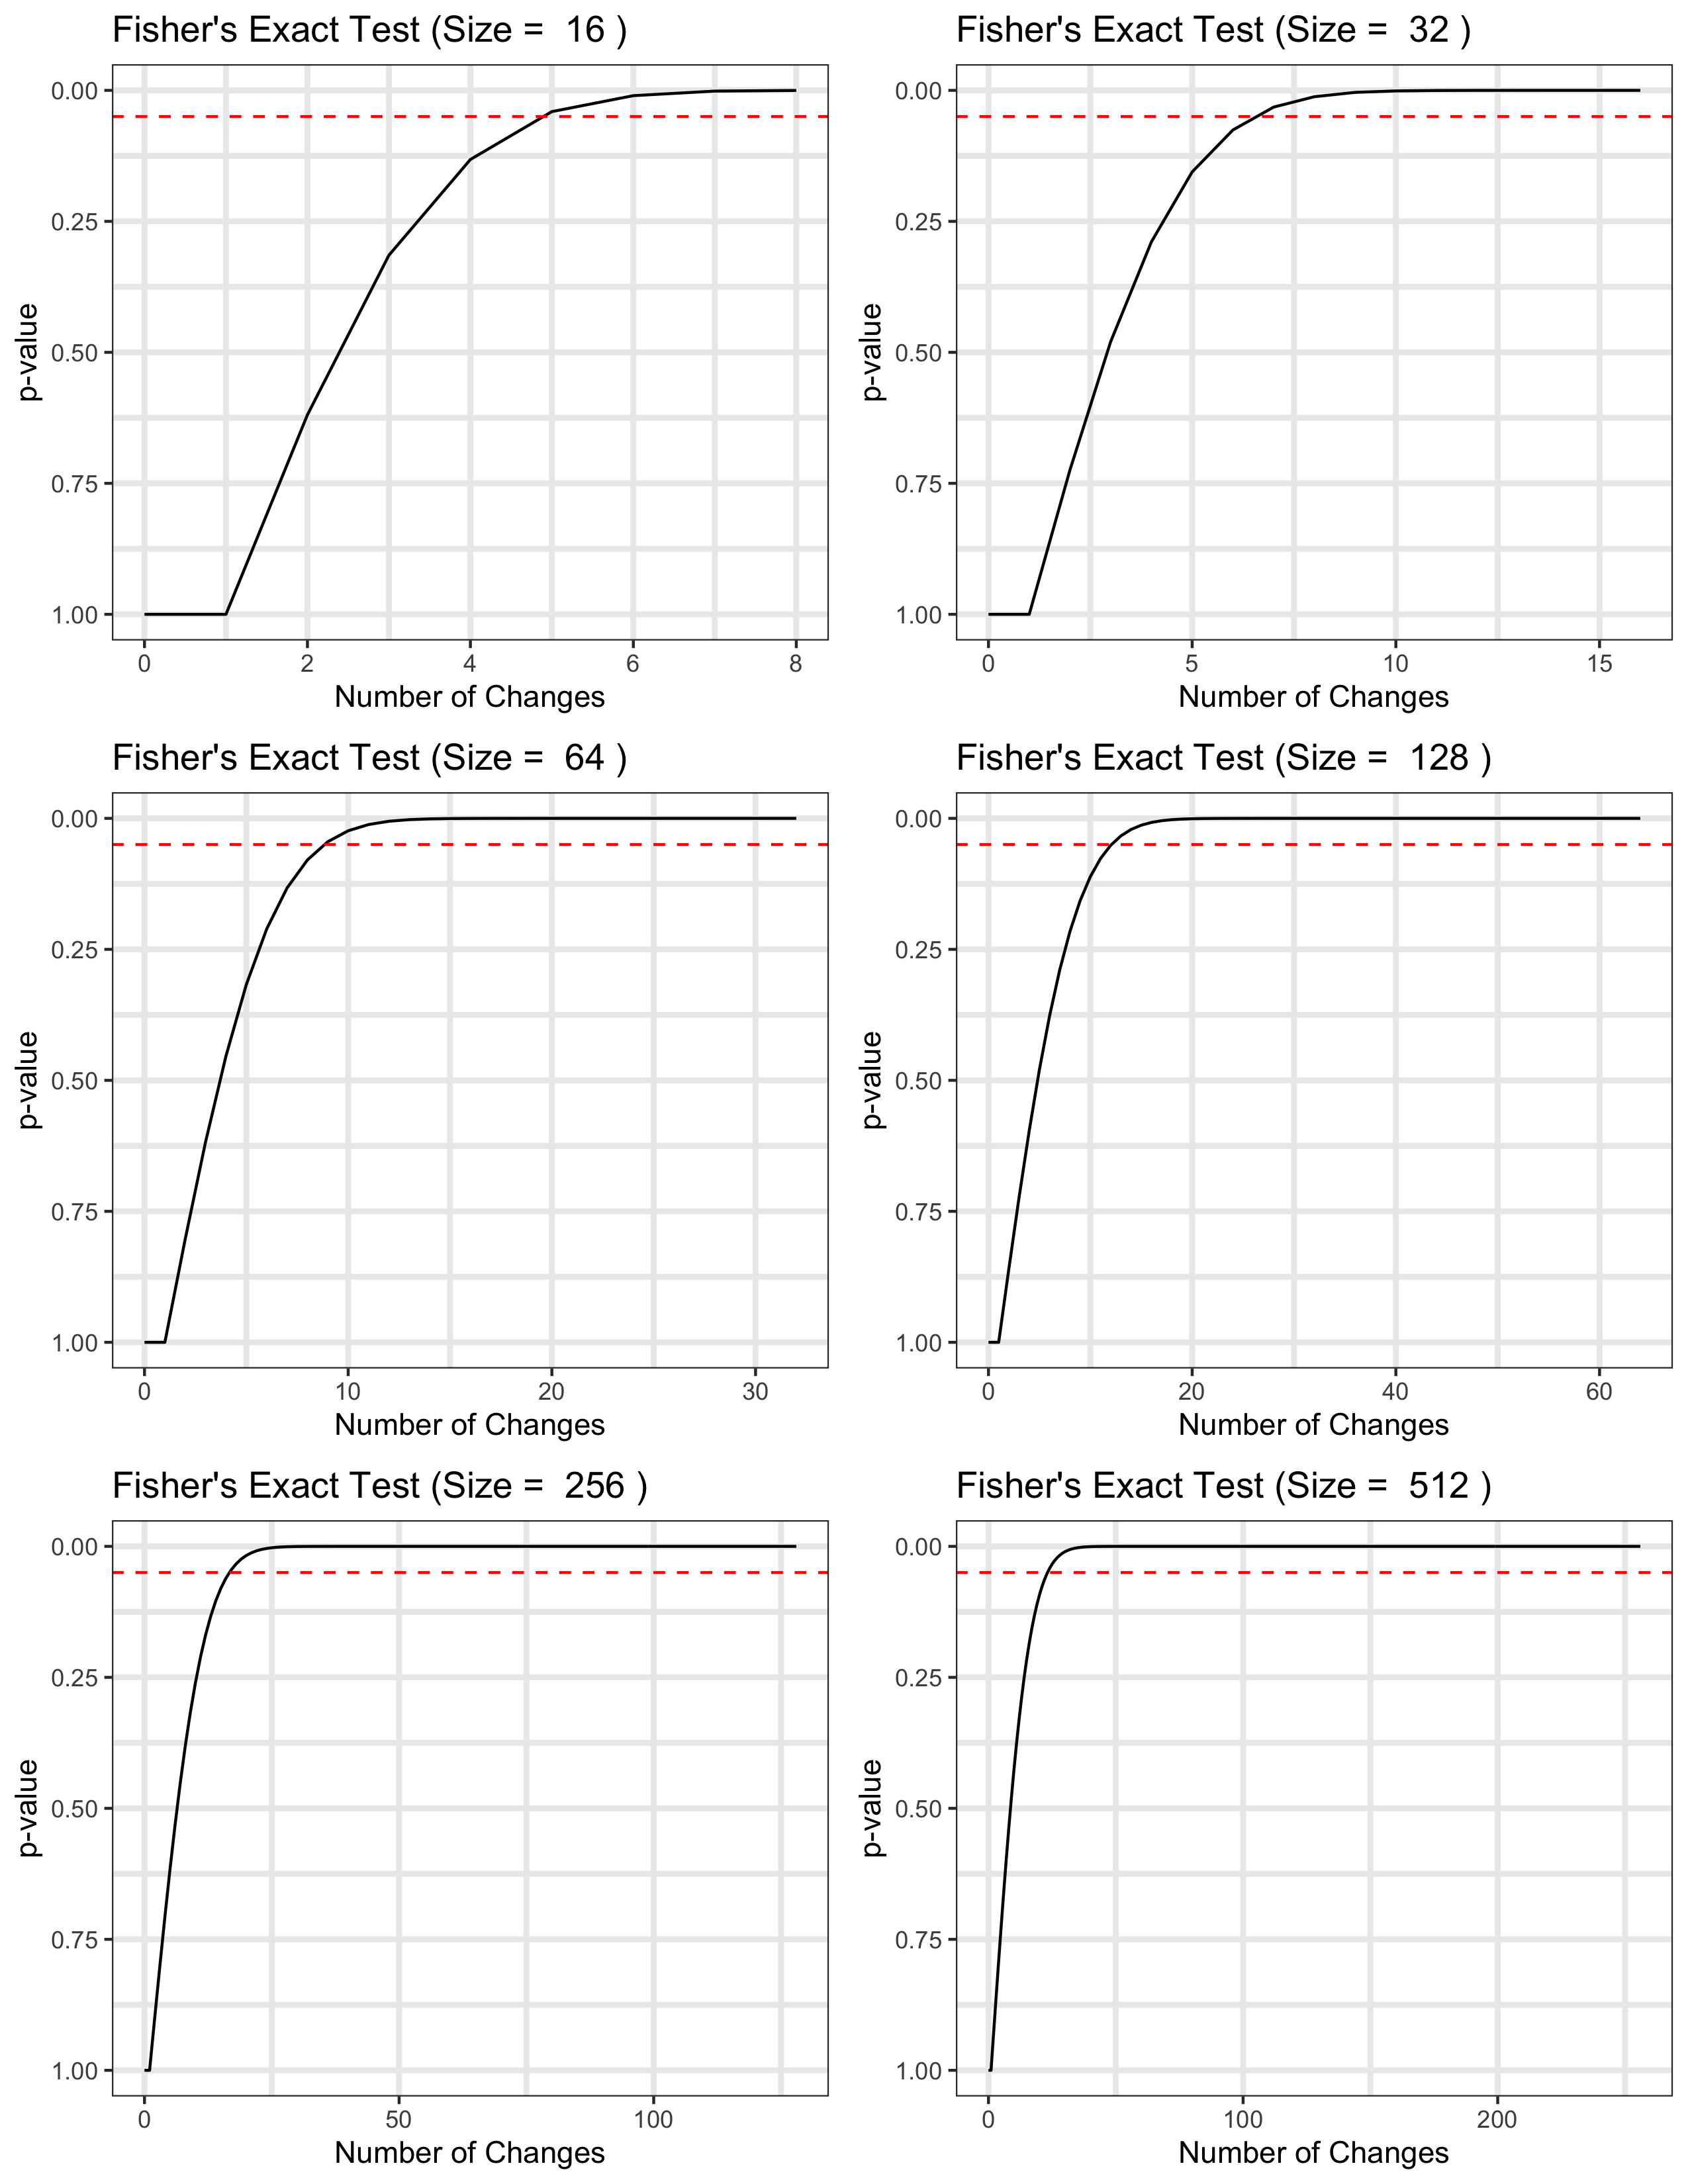 Fisher's Exact Test (Size =  16 )
0.00
0.25
0.50
0.75
1.00
p-value
0 2 4 6 8
Number of Changes
Fisher's Exact Test (Size =  32 )
0.00
0.25
0.50
0.75
1.00
p-value
0 5 10 15
Number of Changes
Fisher's Exact Test (Size =  64 )
0.00
0.25
0.50
0.75
1.00
p-value
0 10 20 30
Number of Changes
Fisher's Exact Test (Size =  128 )
0.00
0.25
0.50
0.75
1.00
p-value
0 20 40 60
Number of Changes
Fisher's Exact Test (Size =  256 )
0.00
0.25
0.50
0.75
1.00
p-value
0 50 100
Number of Changes
Fisher's Exact Test (Size =  512 )
0.00
0.25
0.50
0.75
1.00
p-value
0 100 200
Number of Changes